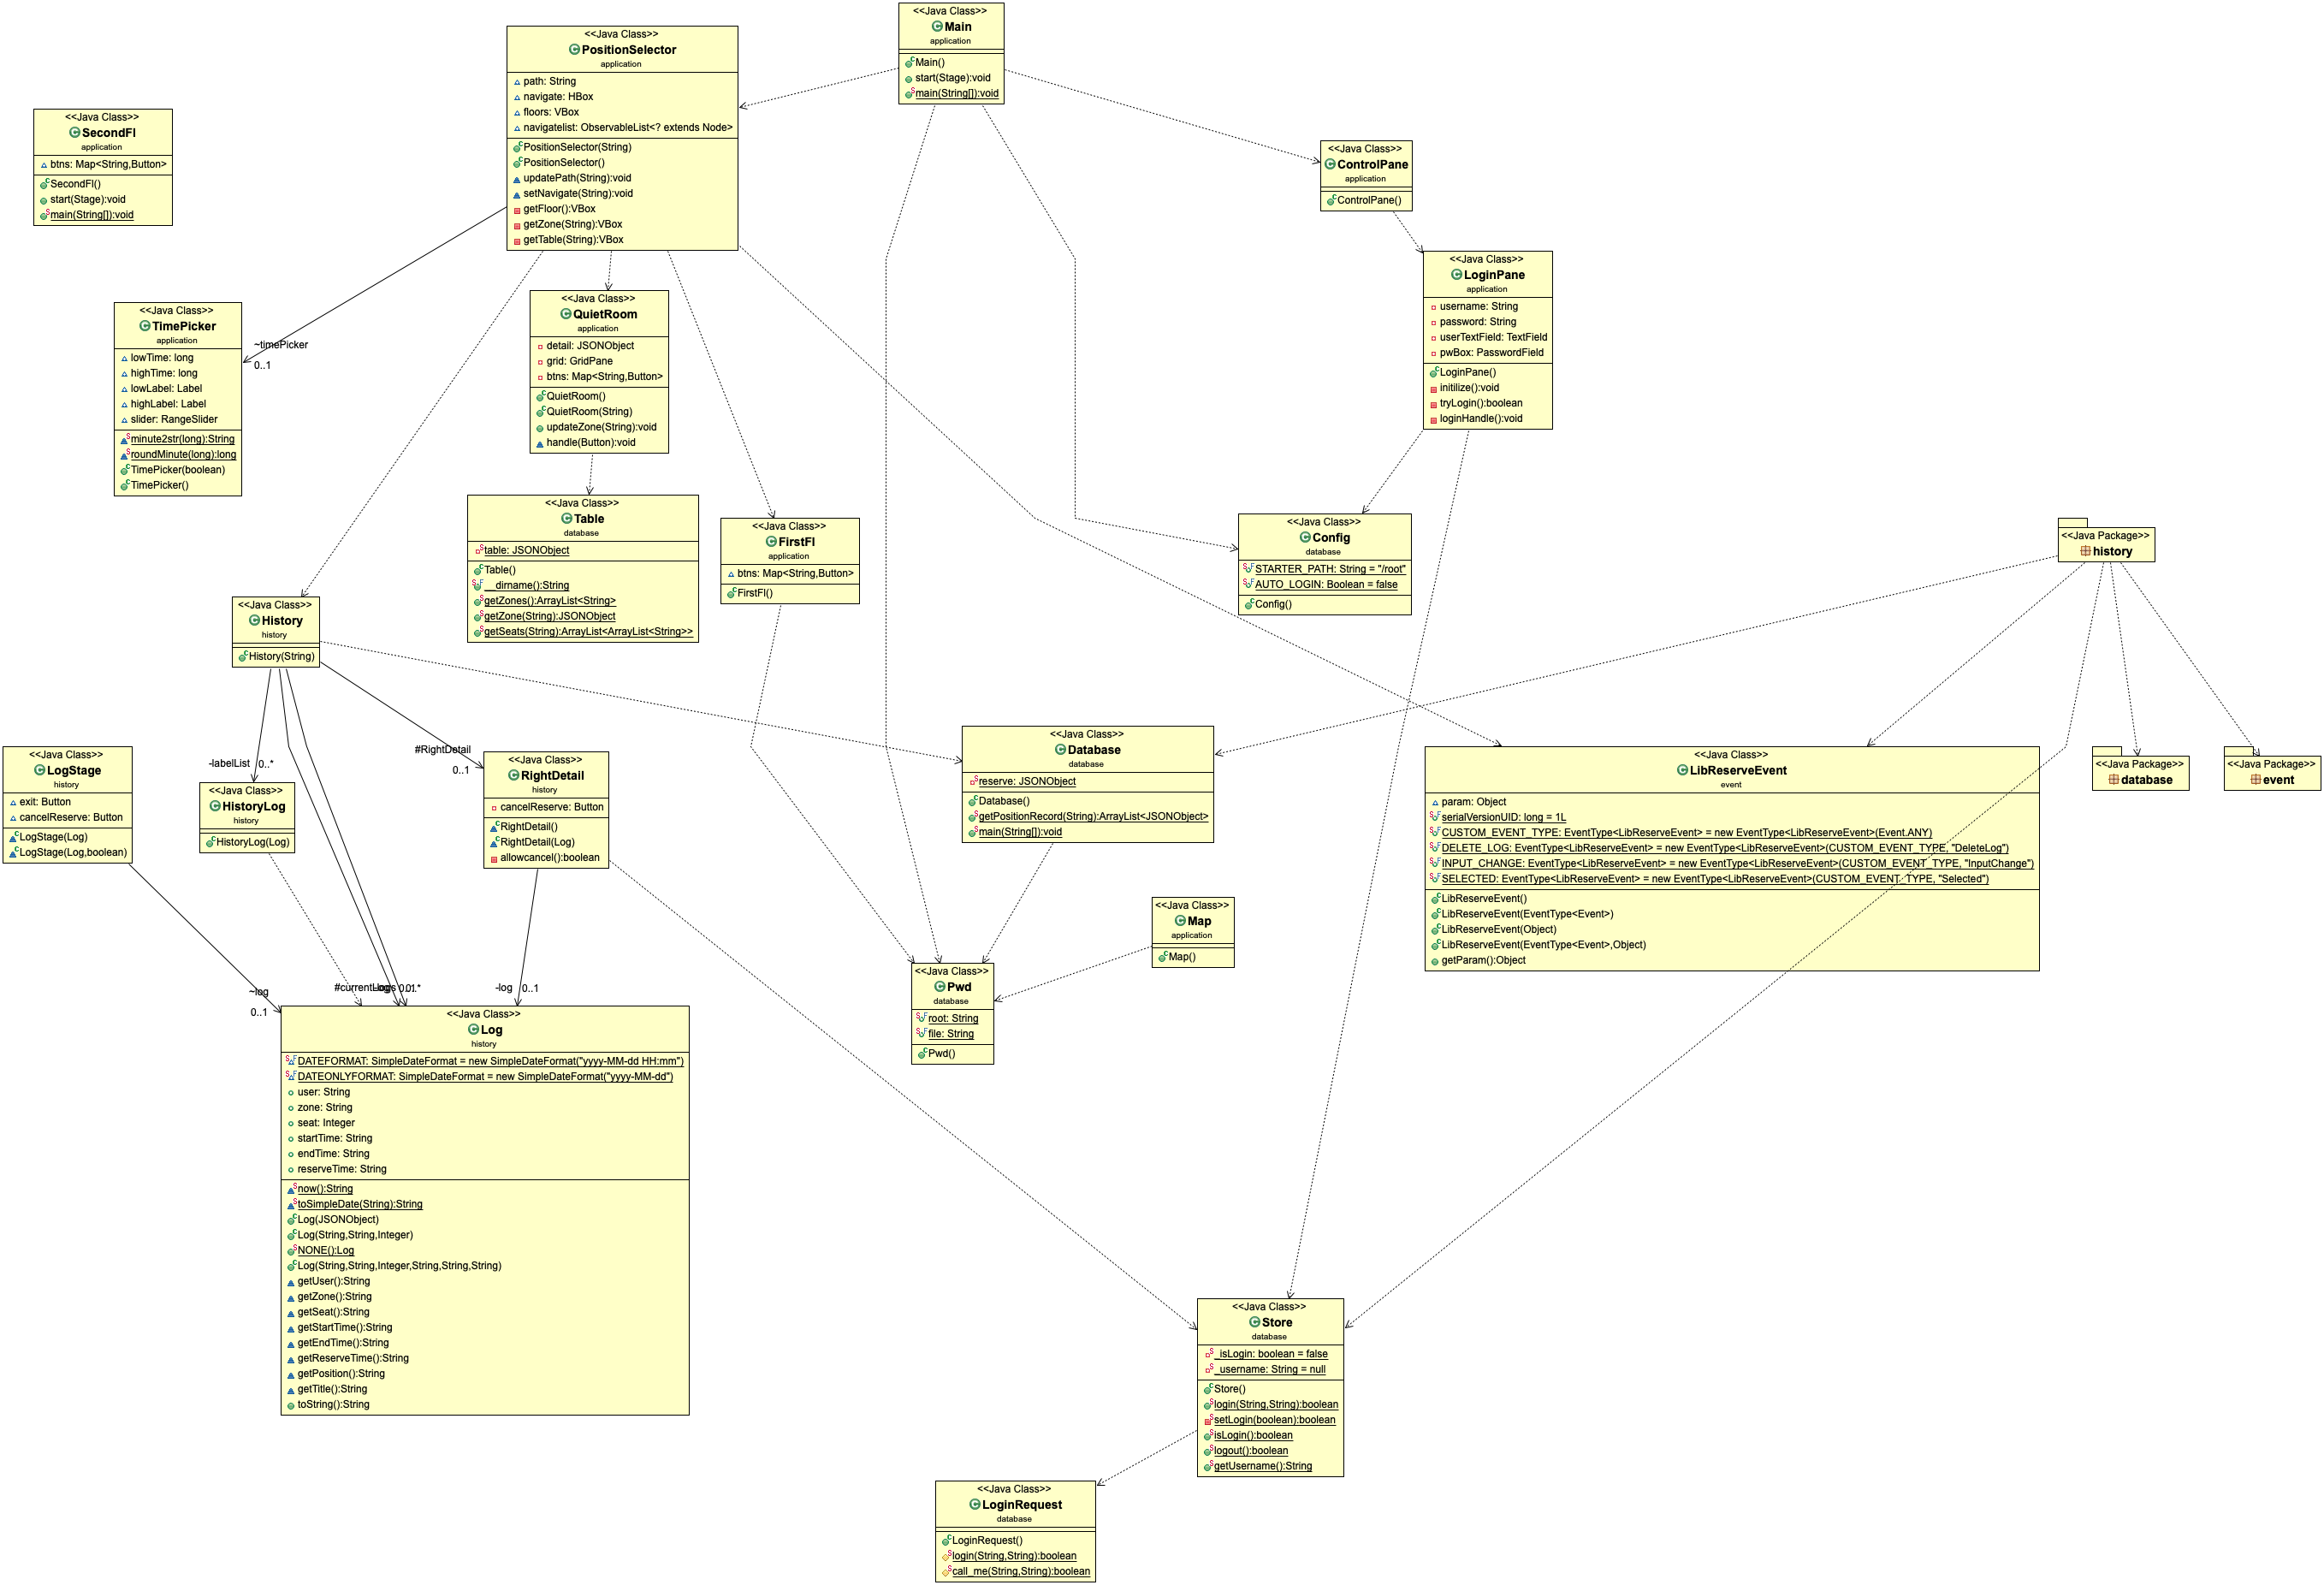 <<Java Class>>
Main
application
Main()
start(Stage):void
main(String[]):void
<<Java Class>>
PositionSelector
application
path: String
navigate: HBox
floors: VBox
navigatelist: ObservableList<? extends Node>
PositionSelector(String)
PositionSelector()
updatePath(String):void
setNavigate(String):void
getFloor():VBox
getZone(String):VBox
getTable(String):VBox
<<Java Class>>
SecondFl
application
btns: Map<String,Button>
SecondFl()
start(Stage):void
main(String[]):void
<<Java Class>>
ControlPane
application
ControlPane()
<<Java Class>>
LoginPane
application
username: String
password: String
userTextField: TextField
pwBox: PasswordField
LoginPane()
initilize():void
tryLogin():boolean
loginHandle():void
<<Java Class>>
TimePicker
application
lowTime: long
highTime: long
lowLabel: Label
highLabel: Label
slider: RangeSlider
minute2str(long):String
roundMinute(long):long
TimePicker(boolean)
TimePicker()
~timePicker
0..1
<<Java Class>>
QuietRoom
application
detail: JSONObject
grid: GridPane
btns: Map<String,Button>
QuietRoom()
QuietRoom(String)
updateZone(String):void
handle(Button):void
<<Java Class>>
Table
database
table: JSONObject
Table()
__dirname():String
getZones():ArrayList<String>
getZone(String):JSONObject
getSeats(String):ArrayList<ArrayList<String>>
<<Java Class>>
FirstFl
application
btns: Map<String,Button>
FirstFl()
<<Java Class>>
Config
database
STARTER_PATH: String = "/root"
AUTO_LOGIN: Boolean = false
Config()
<<Java Package>>
history
<<Java Class>>
History
history
History(String)
-labelList
0..*
#RightDetail
0..1
<<Java Class>>
LogStage
history
exit: Button
cancelReserve: Button
LogStage(Log)
LogStage(Log,boolean)
<<Java Class>>
HistoryLog
history
HistoryLog(Log)
<<Java Class>>
RightDetail
history
cancelReserve: Button
RightDetail()
RightDetail(Log)
allowcancel():boolean
<<Java Class>>
Database
database
reserve: JSONObject
Database()
getPositionRecord(String):ArrayList<JSONObject>
main(String[]):void
<<Java Class>>
LibReserveEvent
event
param: Object
serialVersionUID: long = 1L
CUSTOM_EVENT_TYPE: EventType<LibReserveEvent> = new EventType<LibReserveEvent>(Event.ANY)
DELETE_LOG: EventType<LibReserveEvent> = new EventType<LibReserveEvent>(CUSTOM_EVENT_TYPE, "DeleteLog")
INPUT_CHANGE: EventType<LibReserveEvent> = new EventType<LibReserveEvent>(CUSTOM_EVENT_TYPE, "InputChange")
SELECTED: EventType<LibReserveEvent> = new EventType<LibReserveEvent>(CUSTOM_EVENT_TYPE, "Selected")
LibReserveEvent()
LibReserveEvent(EventType<Event>)
LibReserveEvent(Object)
LibReserveEvent(EventType<Event>,Object)
getParam():Object
<<Java Package>>
database
<<Java Package>>
event
<<Java Class>>
Map
application
Map()
<<Java Class>>
Pwd
database
root: String
file: String
Pwd()
~log
0..1
#currentLog
-log
0..1
<<Java Class>>
Log
history
DATEFORMAT: SimpleDateFormat = new SimpleDateFormat("yyyy-MM-dd HH:mm")
DATEONLYFORMAT: SimpleDateFormat = new SimpleDateFormat("yyyy-MM-dd")
user: String
zone: String
seat: Integer
startTime: String
endTime: String
reserveTime: String
now():String
toSimpleDate(String):String
Log(JSONObject)
Log(String,String,Integer)
NONE():Log
Log(String,String,Integer,String,String,String)
getUser():String
getZone():String
getSeat():String
getStartTime():String
getEndTime():String
getReserveTime():String
getPosition():String
getTitle():String
toString():String
<<Java Class>>
Store
database
_isLogin: boolean = false
_username: String = null
Store()
login(String,String):boolean
setLogin(boolean):boolean
isLogin():boolean
logout():boolean
getUsername():String
<<Java Class>>
LoginRequest
database
LoginRequest()
login(String,String):boolean
call_me(String,String):boolean